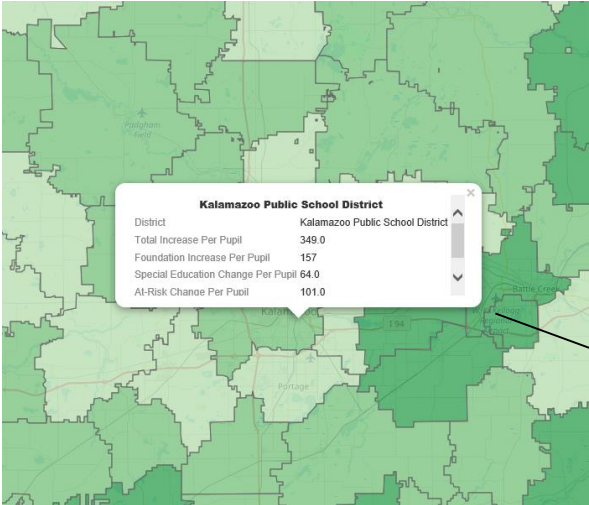 Padgham
Field
×
Kalamazoo Public School District
District Kalamazoo Public School District
Total Increase Per Pupil 349.0
Foundation Increase Per Pupil 157
Special Education Change Per Pupil 64.0
At-Risk Change Per Pupil 101.0
Battle Creek
I 94
Portage